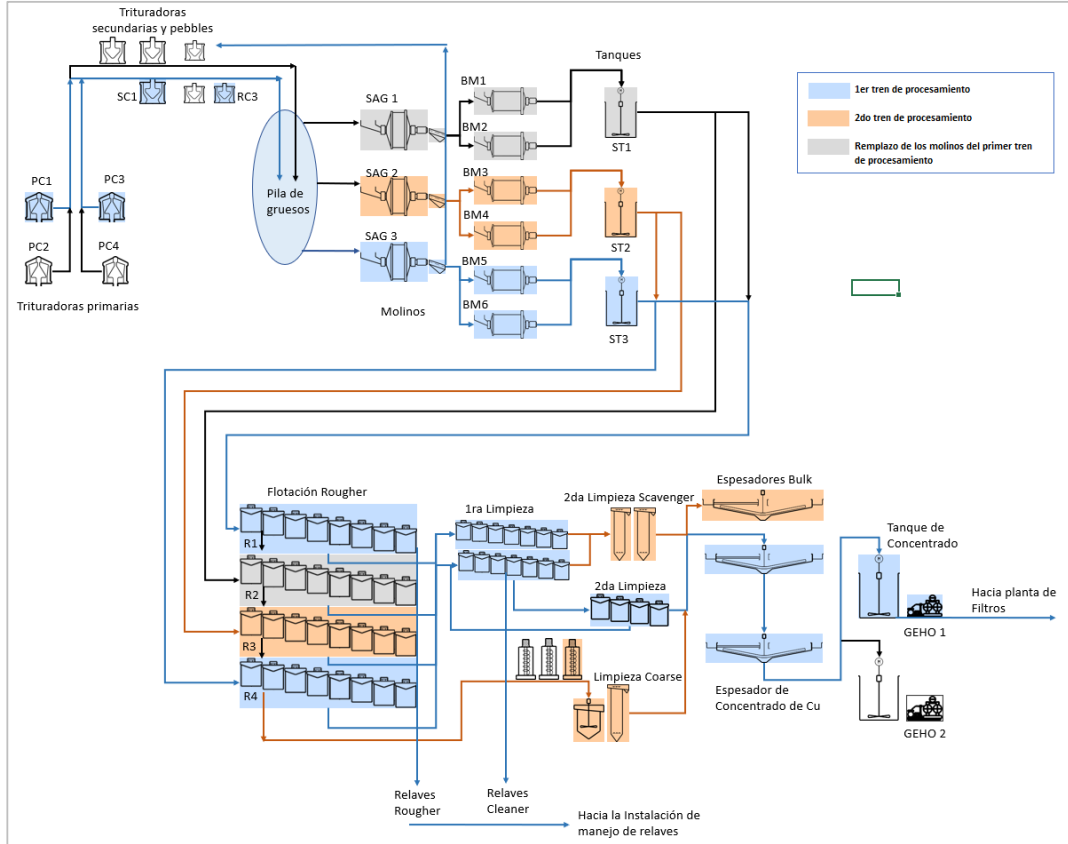 Trituradoras
secundarias y pebbles
SC1
RC3
PC1
PC3
PC2
PC4
Trituradoras primarias
Pila de
gruesos
SAG 1
SAG 2
SAG 3
Molinos
BM1
BM2
BM3
BM4
BM5
BM6
Tanques
ST1
ST2
ST3
1er tren de procesamiento
2do tren de procesamiento
Remplazo de los molinos del primer tren
de procesamiento
Flotación Rougher
R1
R2
R3
R4
1ra Limpieza
2da Limpieza Scavenger
2da Limpieza
Limpieza Coarse
Espesadores Bulk
Espesador de
Concentrado de Cu
Tanque de
Concentrado
GEHO 1
GEHO 2
Hacia planta de
Filtros
Relaves
Rougher
Relaves
Cleaner
Hacia la Instalación de
manejo de relaves